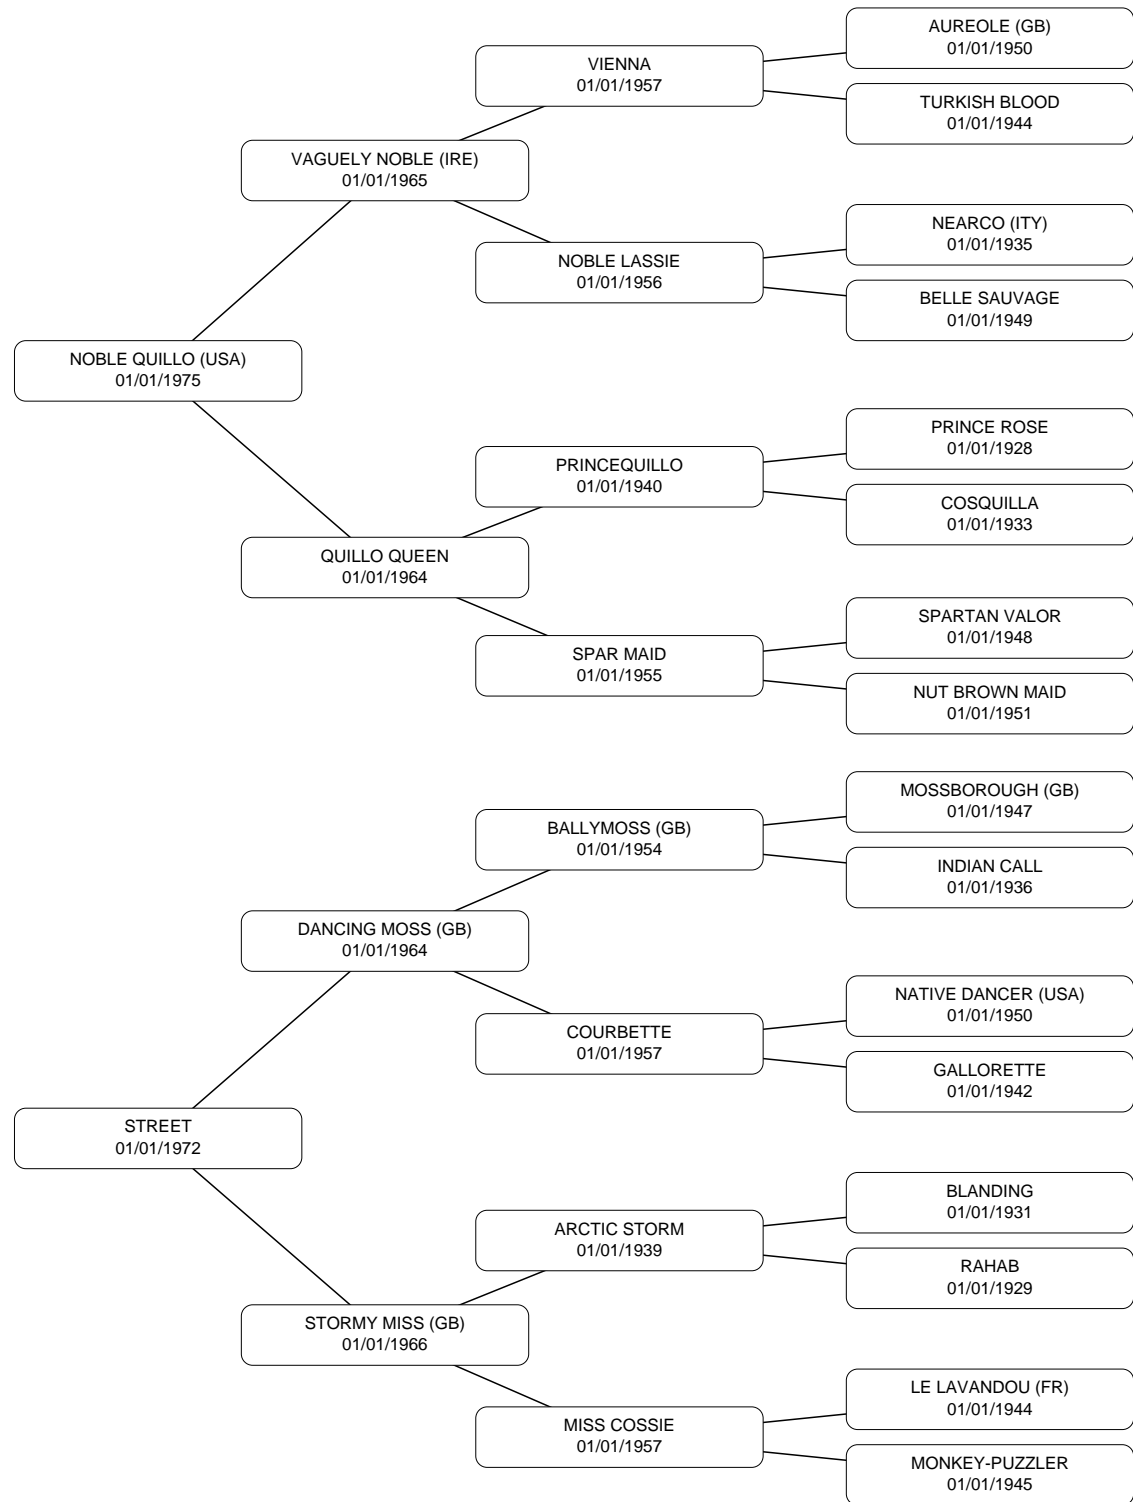 AUREOLE (GB)
01/01/1950
VIENNA
01/01/1957
TURKISH BLOOD
01/01/1944
VAGUELY NOBLE (IRE)
01/01/1965
NEARCO (ITY)
01/01/1935
NOBLE LASSIE
01/01/1956
BELLE SAUVAGE
01/01/1949
NOBLE QUILLO (USA)
01/01/1975
PRINCE ROSE
01/01/1928
PRINCEQUILLO
01/01/1940
COSQUILLA
01/01/1933
QUILLO QUEEN
01/01/1964
SPARTAN VALOR
01/01/1948
SPAR MAID
01/01/1955
NUT BROWN MAID
01/01/1951
MOSSBOROUGH (GB)
01/01/1947
BALLYMOSS (GB)
01/01/1954
INDIAN CALL
01/01/1936
DANCING MOSS (GB)
01/01/1964
NATIVE DANCER (USA)
01/01/1950
COURBETTE
01/01/1957
GALLORETTE
01/01/1942
STREET
01/01/1972
BLANDING
01/01/1931
ARCTIC STORM
01/01/1939
RAHAB
01/01/1929
STORMY MISS (GB)
01/01/1966
LE LAVANDOU (FR)
01/01/1944
MISS COSSIE
01/01/1957
MONKEY-PUZZLER
01/01/1945